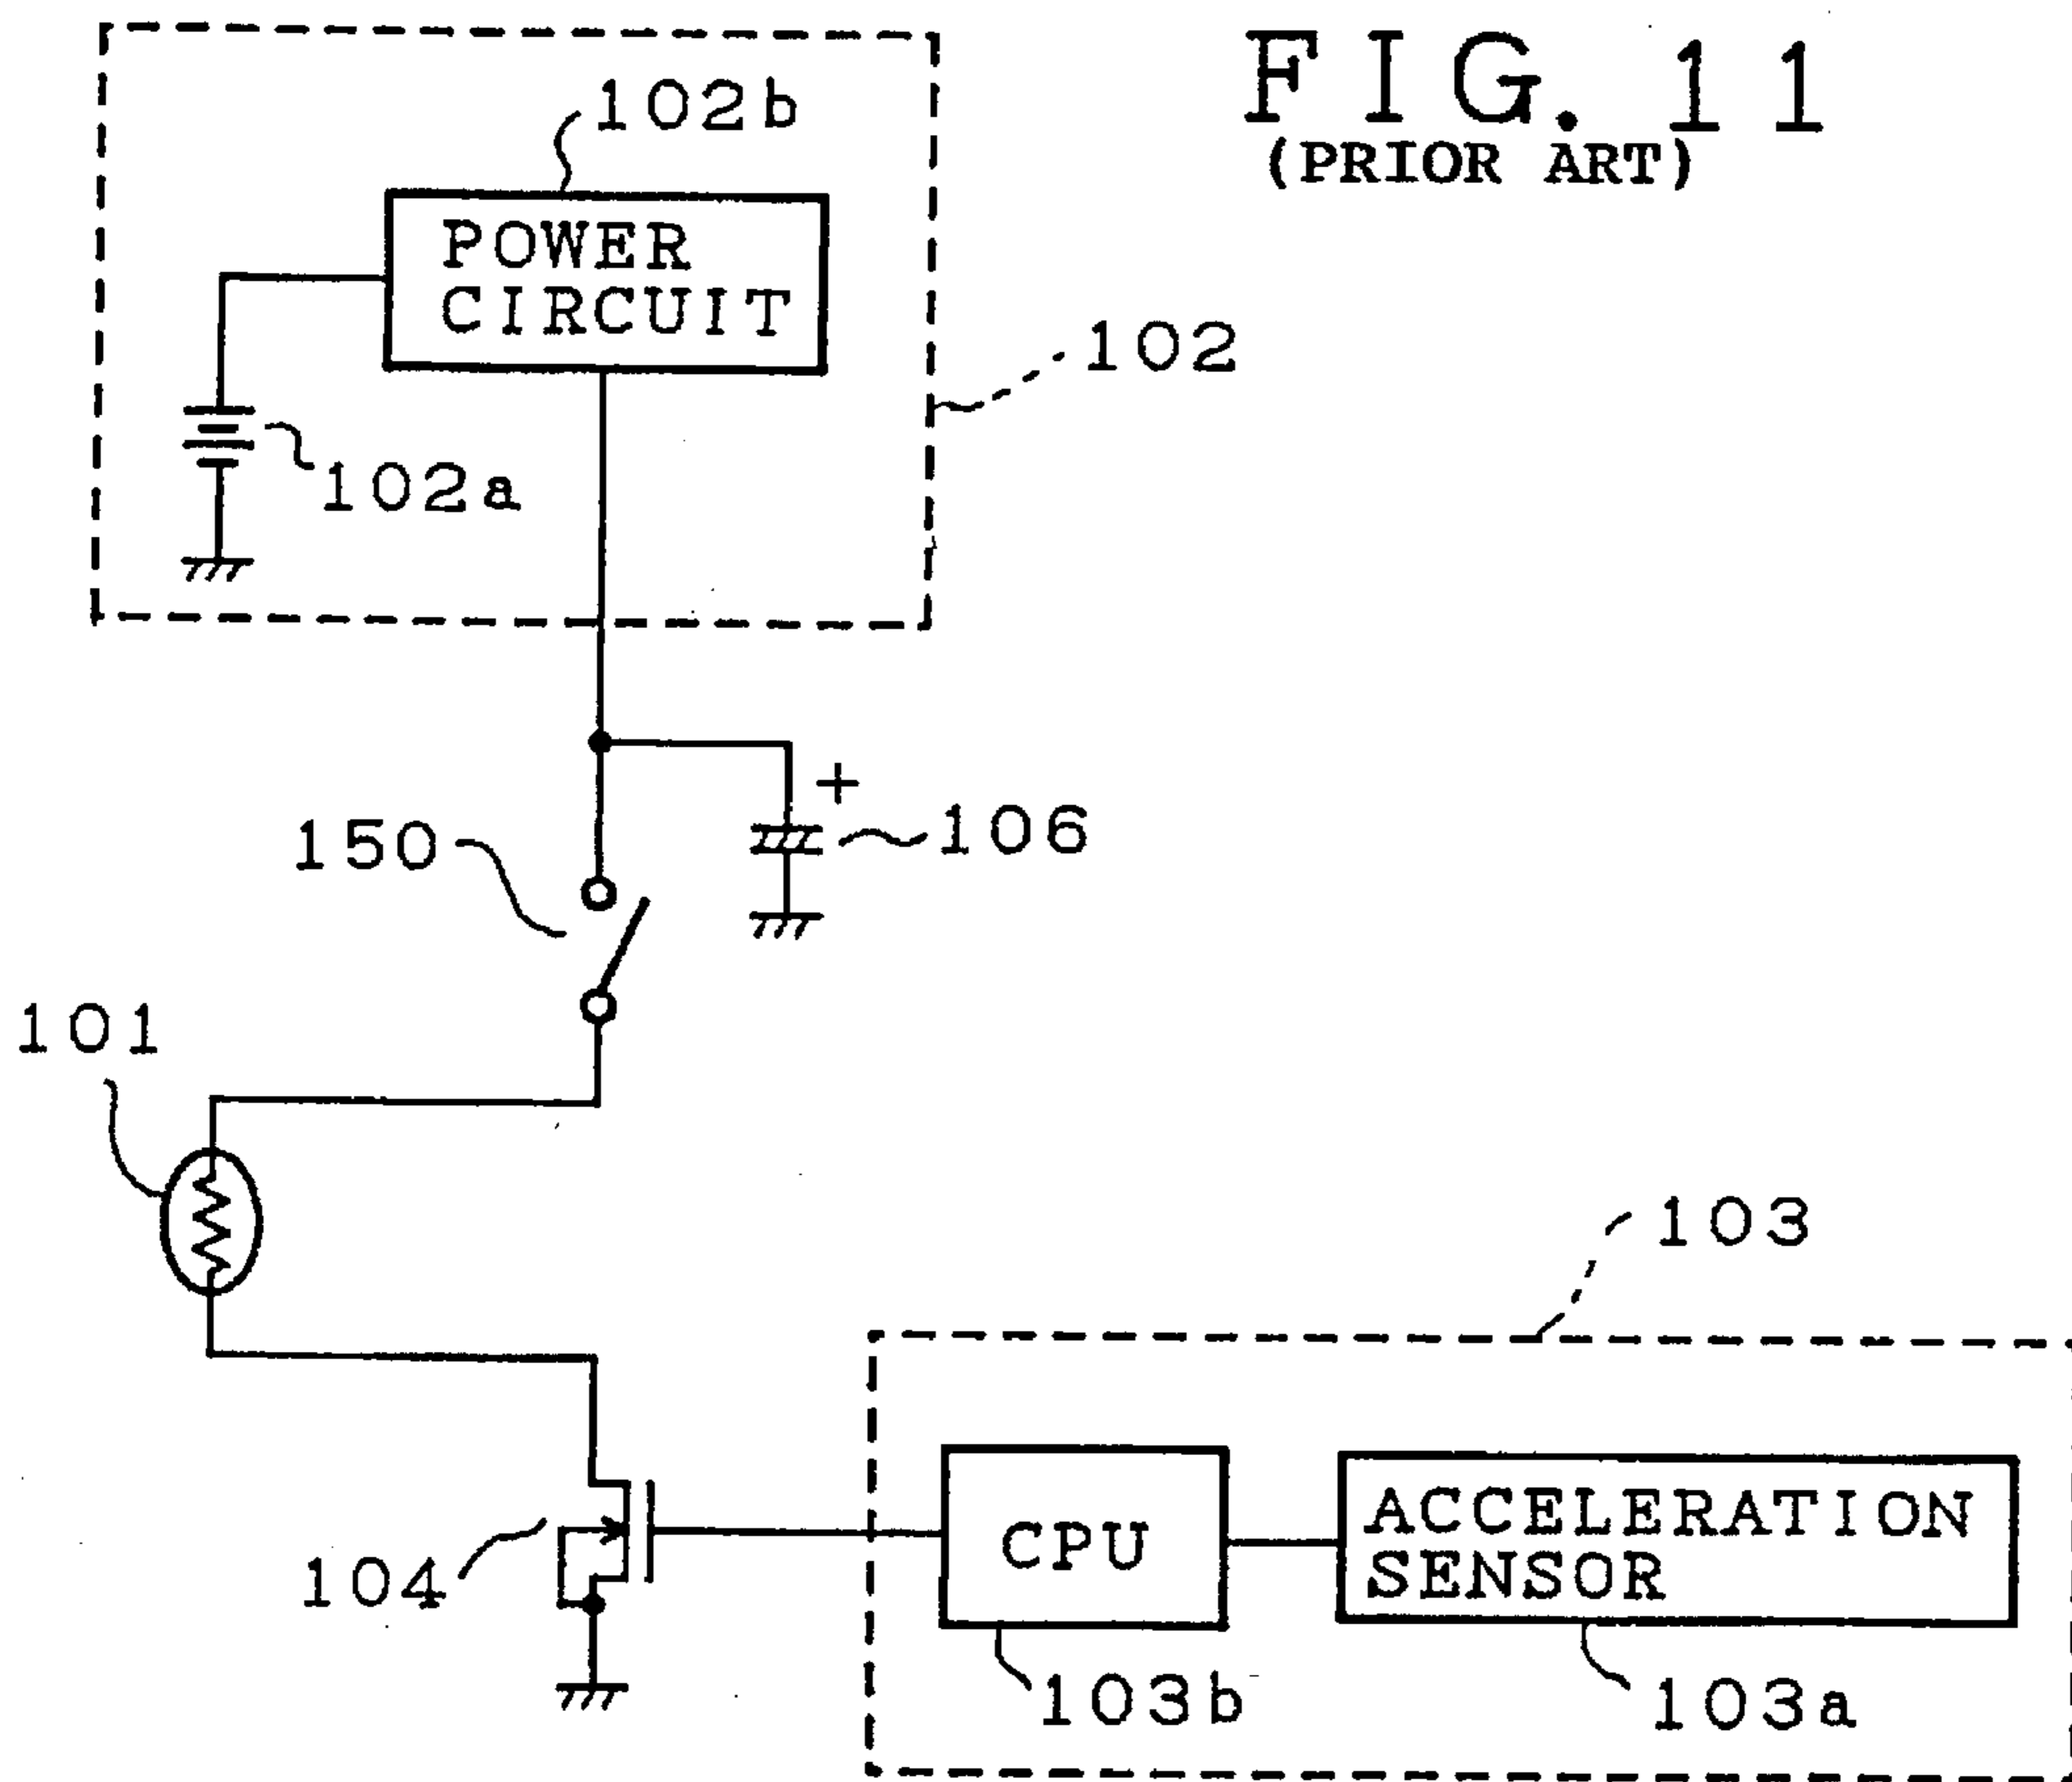 FIG. 11
(PRIOR ART)
102b
POWER
CIRCUIT
102
102a
+
106
150
101
103
104
CPU
ACCELERATION
SENSOR
103b
103a